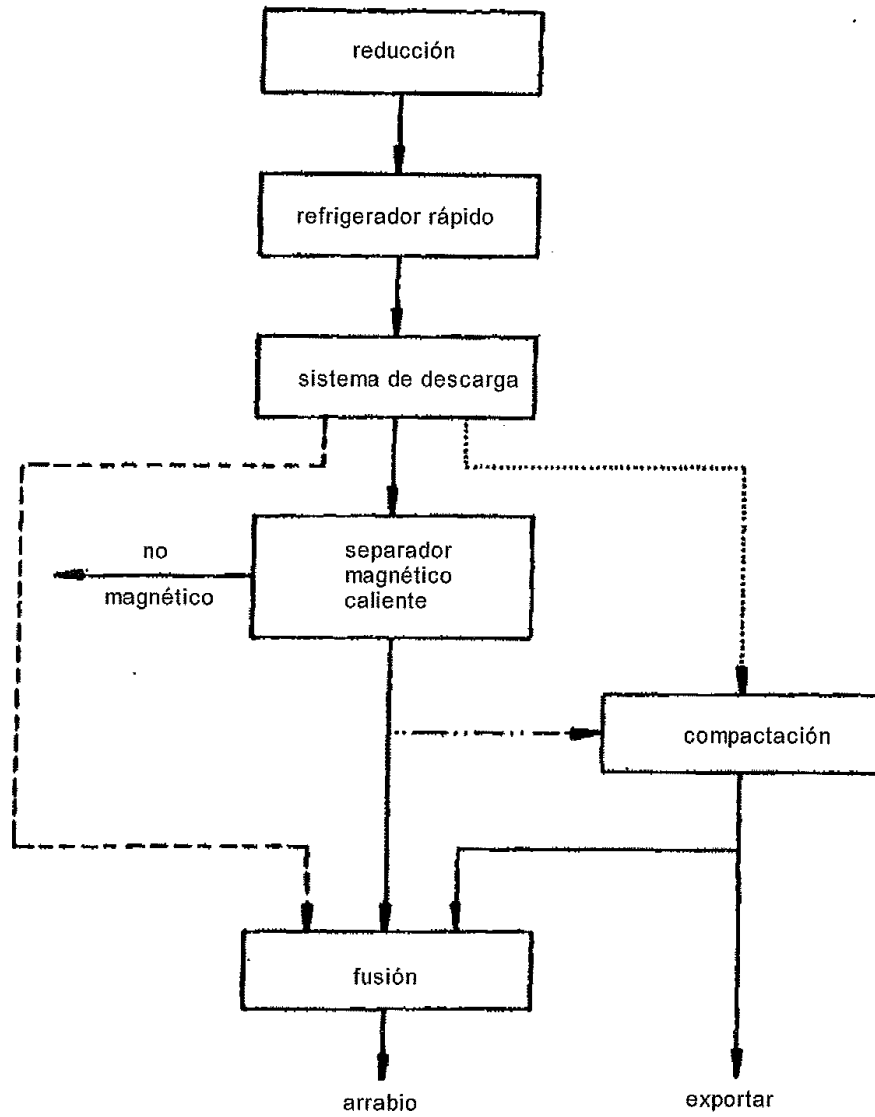 reducción
refrigerador rápido
sistema de descarga
no
magnético
separador
magnético
caliente
compactación
fusión
arrabio
exportar